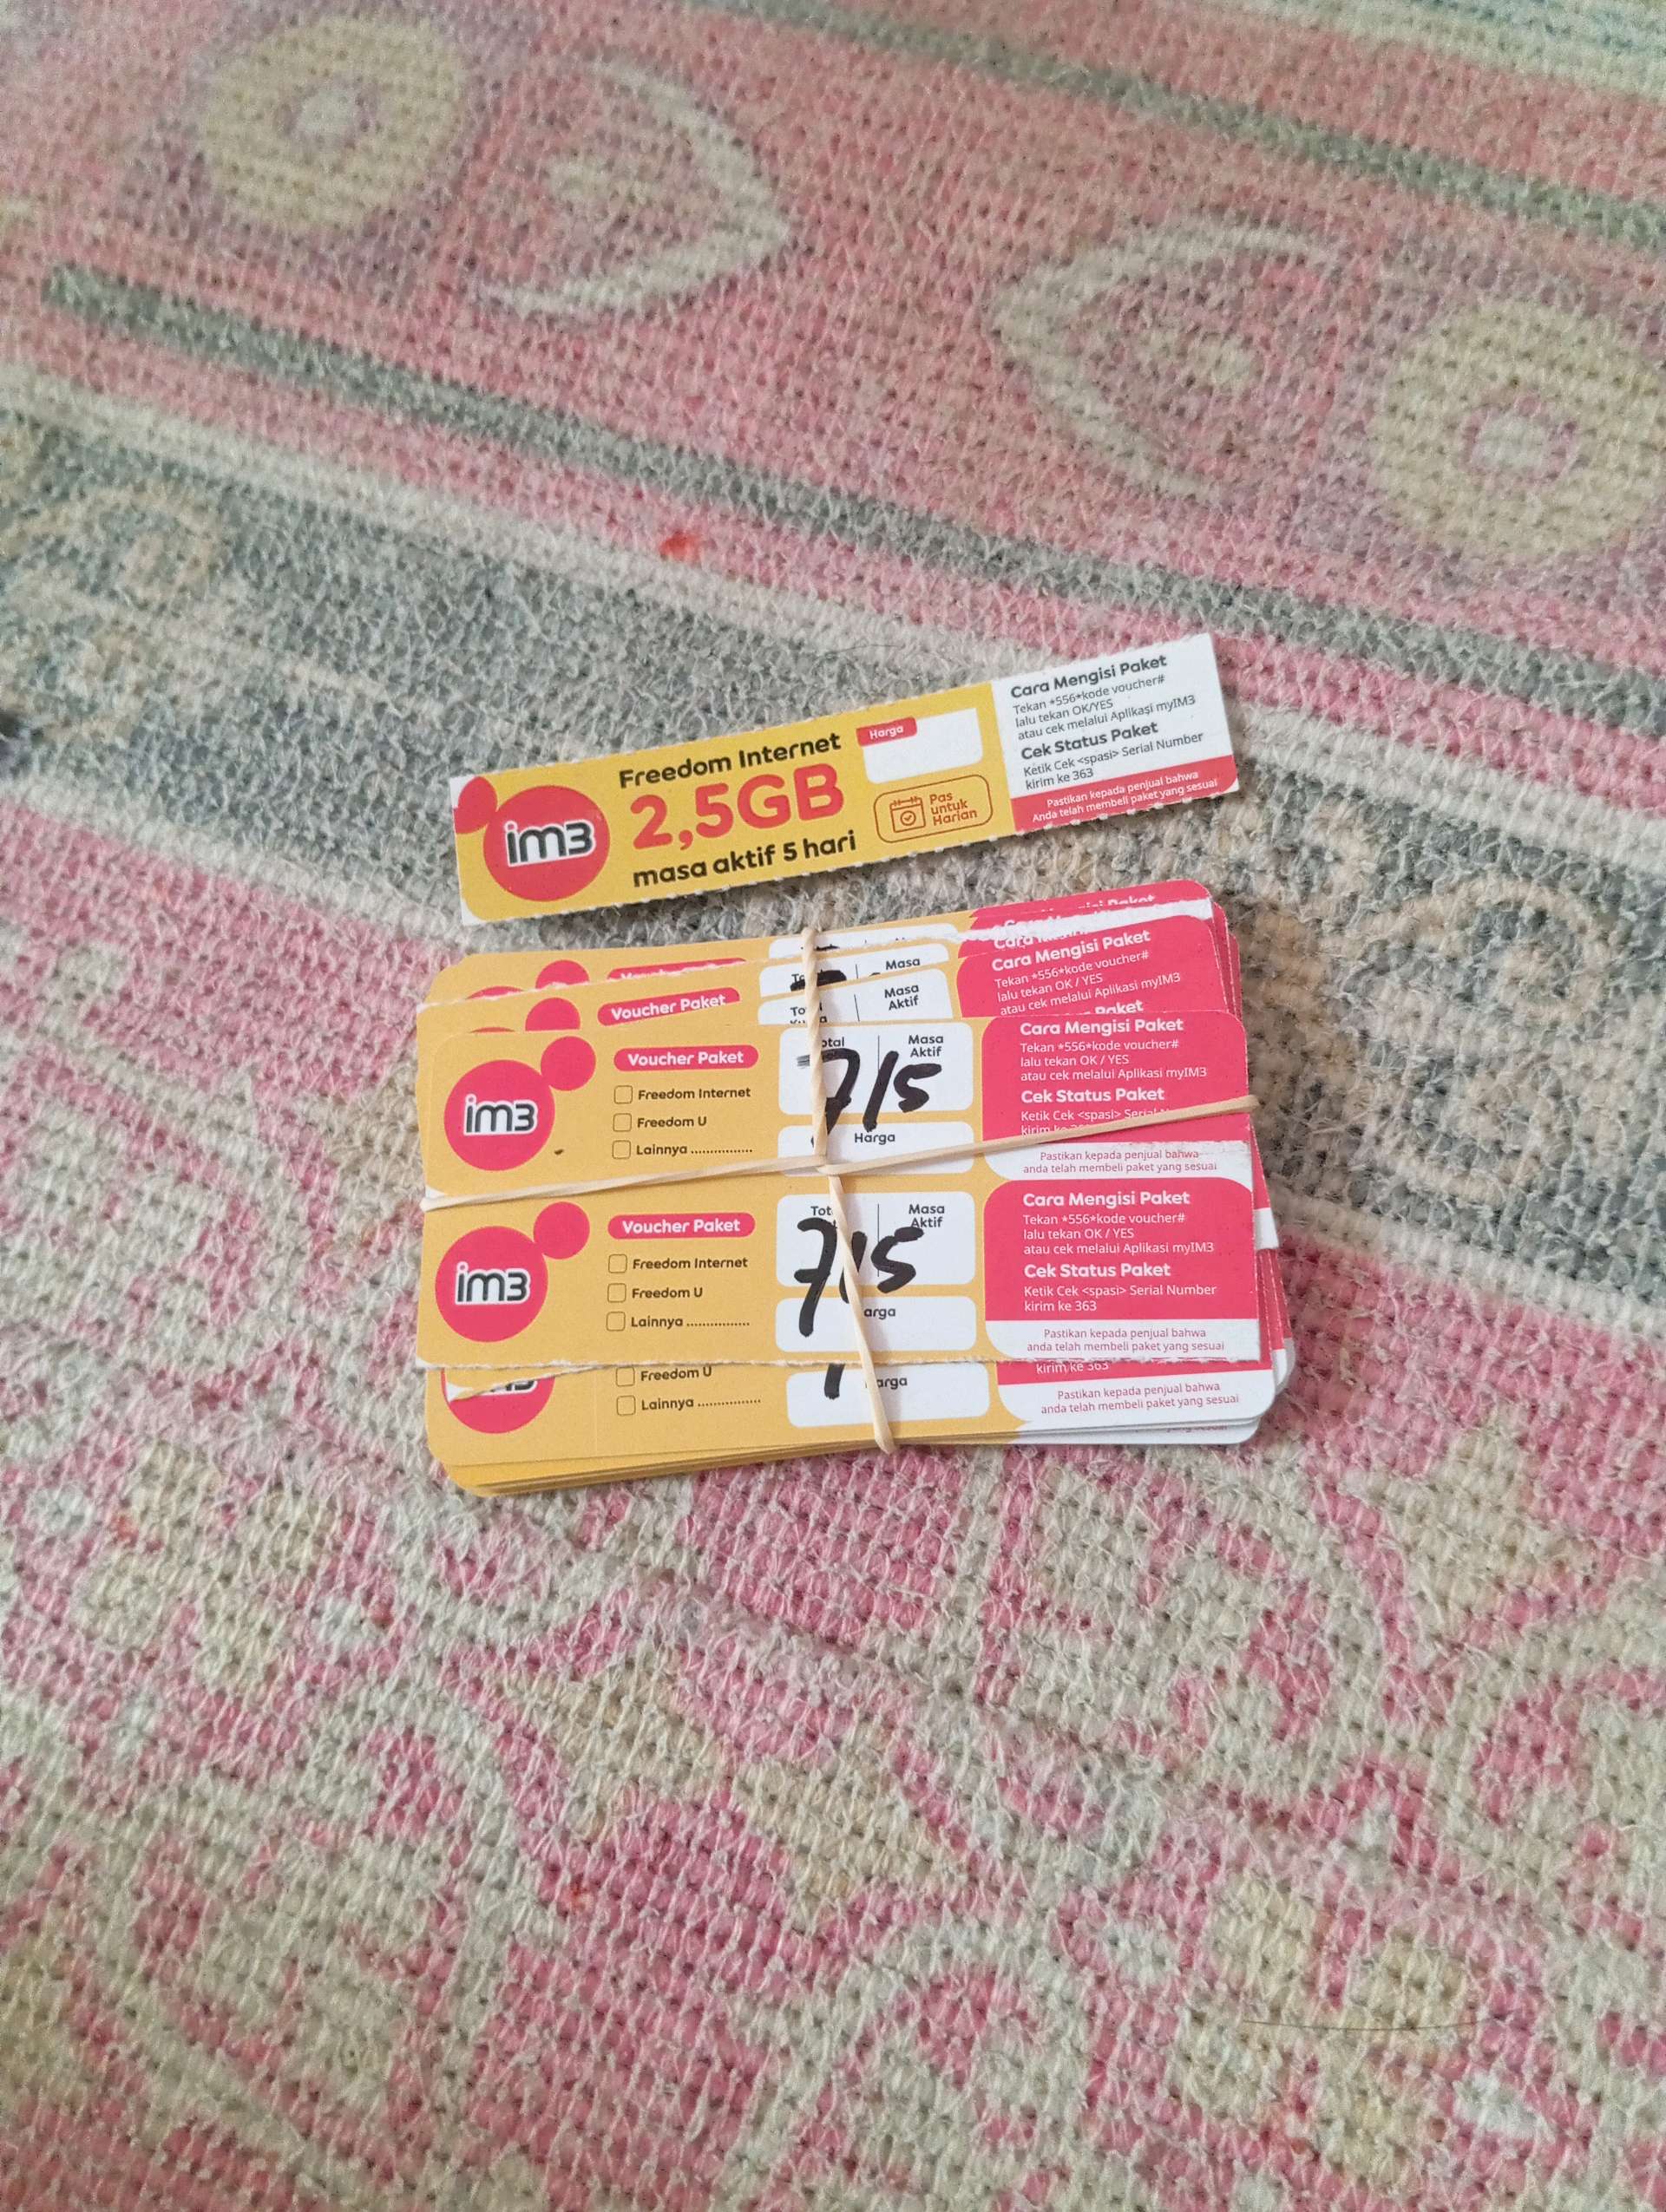 im3
Freedom Internet
2,5GB
masa aktif 5 hari
Harga
Pas
untuk
Harian
Cara Mengisi Paket
Tekan *556*kode voucher#
lalu tekan OK/YES
atau cek melalui Aplikasi myIM3
Cek Status Paket
Ketik Cek <spasi> Serial Number
kirim ke 363
Pastikan kepada penjual bahwa
Anda telah membeli paket yang sesuai
Masa
Cara Mengisi Paket
Tekan *556*kode voucher#
lalu tekan OK / YES
atau cek melalui Aplikasi myIM3
Voucher Paket
Masa
Aktif
Paket
im3
Voucher Paket
Freedom Internet
Freedom U
Lainnya ................
Masa
Aktif
7/5
Harga
Cara Mengisi Paket
Tekan *556*kode voucher#
lalu tekan OK / YES
atau cek melalui Aplikasi myIM3
Cek Status Paket
Ketik Cek <spasi>
kirim ke
Pastikan kepada penjual bahwa
anda telah membeli paket yang sesuai
im3
Voucher Paket
Freedom Internet
Freedom U
Lainnya ................
Masa
Aktif
7/5
Cara Mengisi Paket
Tekan *556*kode voucher#
lalu tekan OK / YES
atau cek melalui Aplikasi myIM3
Cek Status Paket
Ketik Cek <spasi> Serial Number
kirim ke 363
Pastikan kepada penjual bahwa
anda telah membeli paket yang sesuai
Freedom U
Lainnya ................
kirim ke 363
Pastikan kepada penjual bahwa
anda telah membeli paket yang sesuai